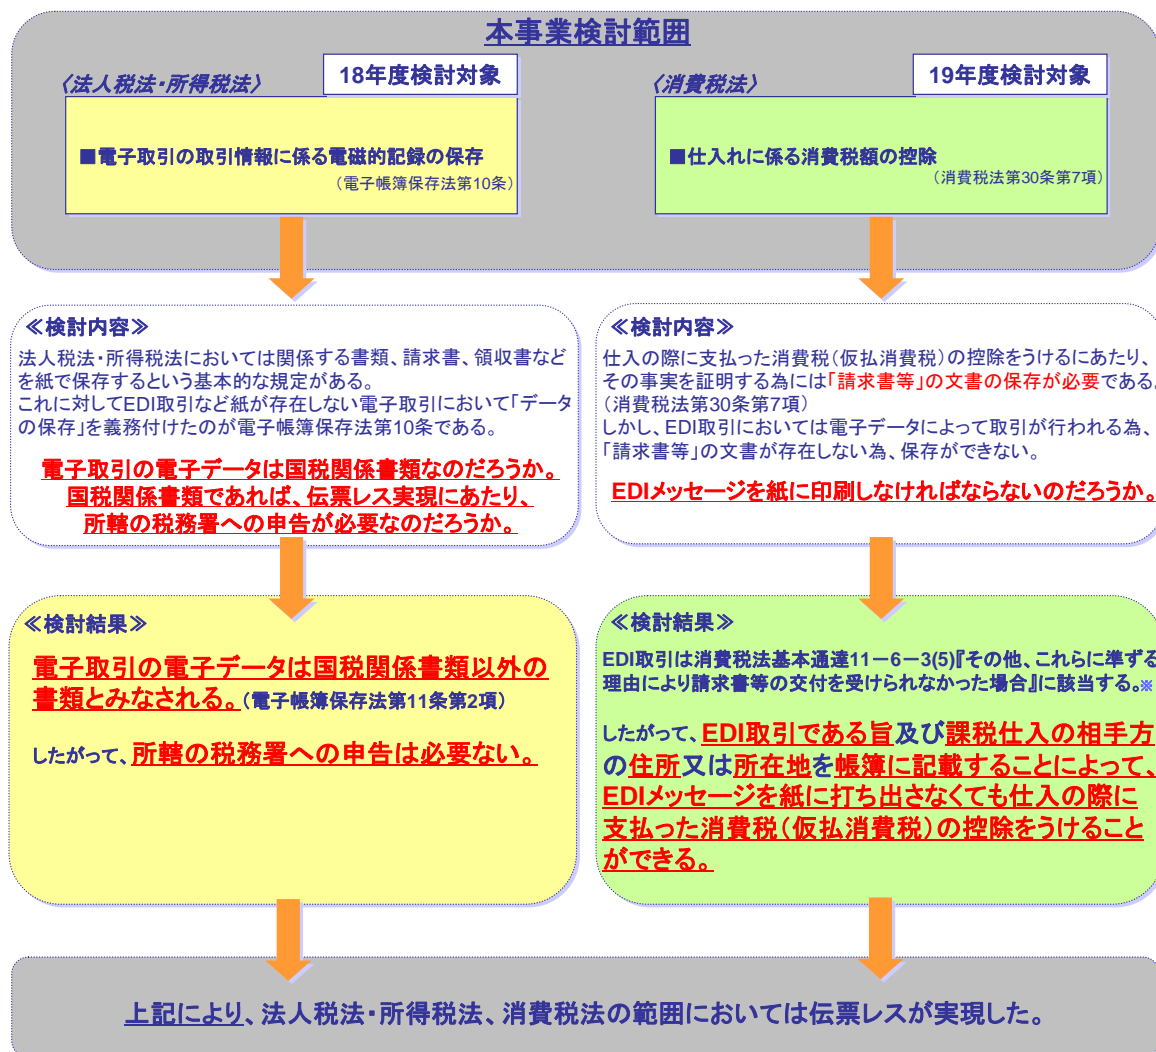 本事業検討範囲
〈法人税法・所得税法〉
18年度検討対象
■電子取引の取引情報に係る電磁的記録の保存
（電子帳簿保存法第10条）
〈消費税法〉
19年度検討対象
■仕入れに係る消費税額の控除
（消費税法第30条第7項）
≪検討内容≫
法人税法・所得税法においては関係する書類、請求書、領収書など
を紙で保存するという基本的な規定がある。
これに対してEDI取引など紙が存在しない電子取引において「データ
の保存」を義務付けたのが電子帳簿保存法第10条である。
電子取引の電子データは国税関係書類なのだろうか。
国税関係書類であれば、伝票レス実現にあたり、
所轄の税務署への申告が必要なのだろうか。
≪検討内容≫
仕入の際に支払った消費税（仮払消費税）の控除をうけるにあたり、
その事実を証明する為には「請求書等」の文書の保存が必要である。
（消費税法第30条第7項）
しかし、EDI取引においては電子データによって取引が行われる為、
「請求書等」の文書が存在しない為、保存ができない。
EDIメッセージを紙に印刷しなければならないのだろうか。
≪検討結果≫
電子取引の電子データは国税関係書類以外の
書類とみなされる。（電子帳簿保存法第11条第2項）
したがって、所轄の税務署への申告は必要ない。
≪検討結果≫
EDI取引は消費税法基本通達11－6－3(5)『その他、これらに準ずる
理由により請求書等の交付を受けられなかった場合』に該当する。※
したがって、EDI取引である旨及び課税仕入の相手方
の住所又は所在地を帳簿に記載することによって、
EDIメッセージを紙に打ち出さなくても仕入の際に
支払った消費税（仮払消費税）の控除をうけること
ができる。
上記により、法人税法・所得税法、消費税法の範囲においては伝票レスが実現した。